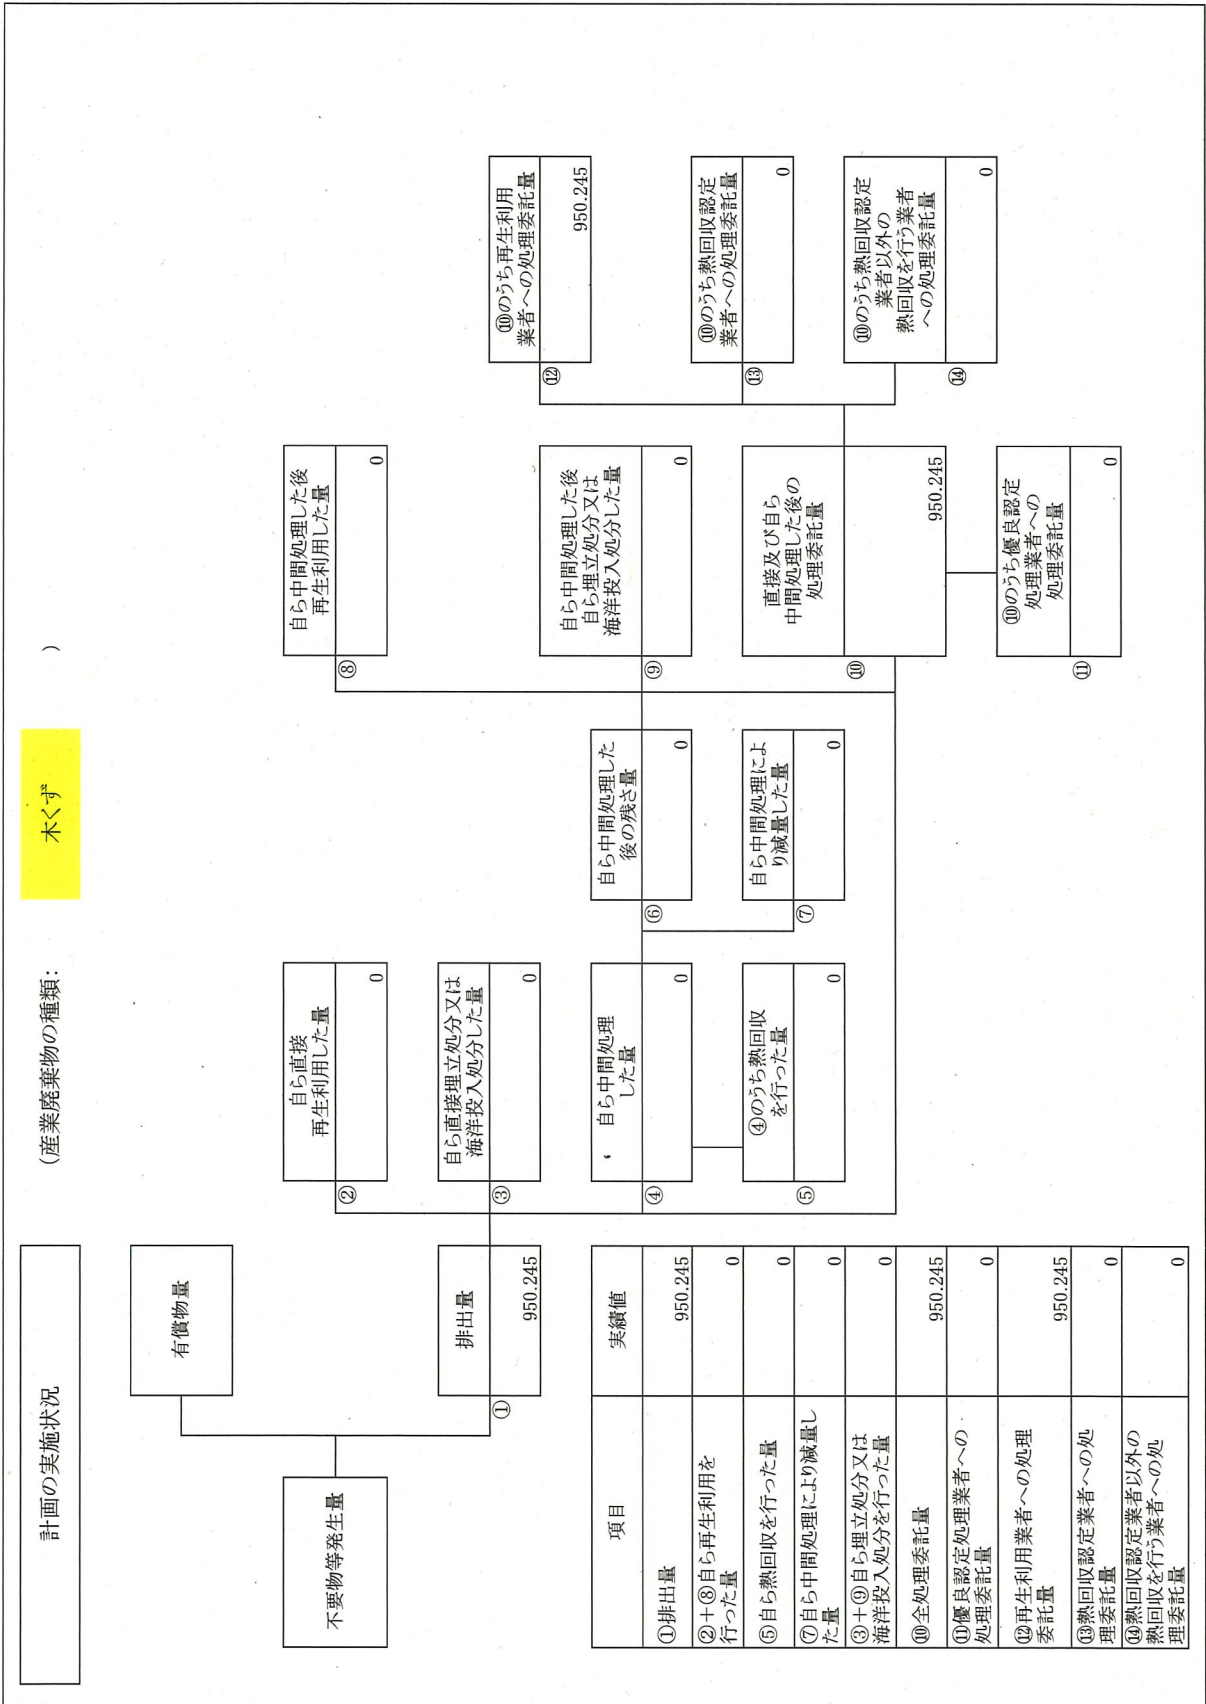 計画の実施状況
(産業廃棄物の種類:
木くず
)
不要物等発生量
有償物量
①
排出量
950.245
②
自ら直接
再生利用した量
0
③
自ら直接埋立処分又は
海洋投入処分した量
0
④
自ら中間処理
した量
0
⑤
④のうち熱回収
を行った量
0
⑥
自ら中間処理した
後の残さ量
0
⑦
自ら中間処理によ
り減量した量
0
⑧
自ら中間処理した後
再生利用した量
0
⑨
自ら中間処理した後
自ら埋立処分又は
海洋投入処分した量
0
⑩
直接及び自ら
中間処理した後の
処理委託量
950.245
⑪
⑩のうち優良認定
処理業者への
処理委託量
0
⑫
⑩のうち再生利用
業者への処理委託量
950.245
⑬
⑩のうち熱回収認定
業者への処理委託量
0
⑭
⑩のうち熱回収認定
業者以外の
熱回収を行う業者
への処理委託量
0
項目
実績値
①排出量
950.245
②+⑧自ら再生利用を
行った量
0
⑤自ら熱回収を行った量
0
⑦自ら中間処理により減量し
た量
0
③+⑨自ら埋立処分又は
海洋投入処分を行った量
0
⑩全処理委託量
950.245
⑪優良認定処理業者への
処理委託量
0
⑫再生利用業者への処理
委託量
950.245
⑬熱回収認定業者への処
理委託量
0
⑭熱回収認定業者以外の
熱回収を行う業者への処
理委託量
0